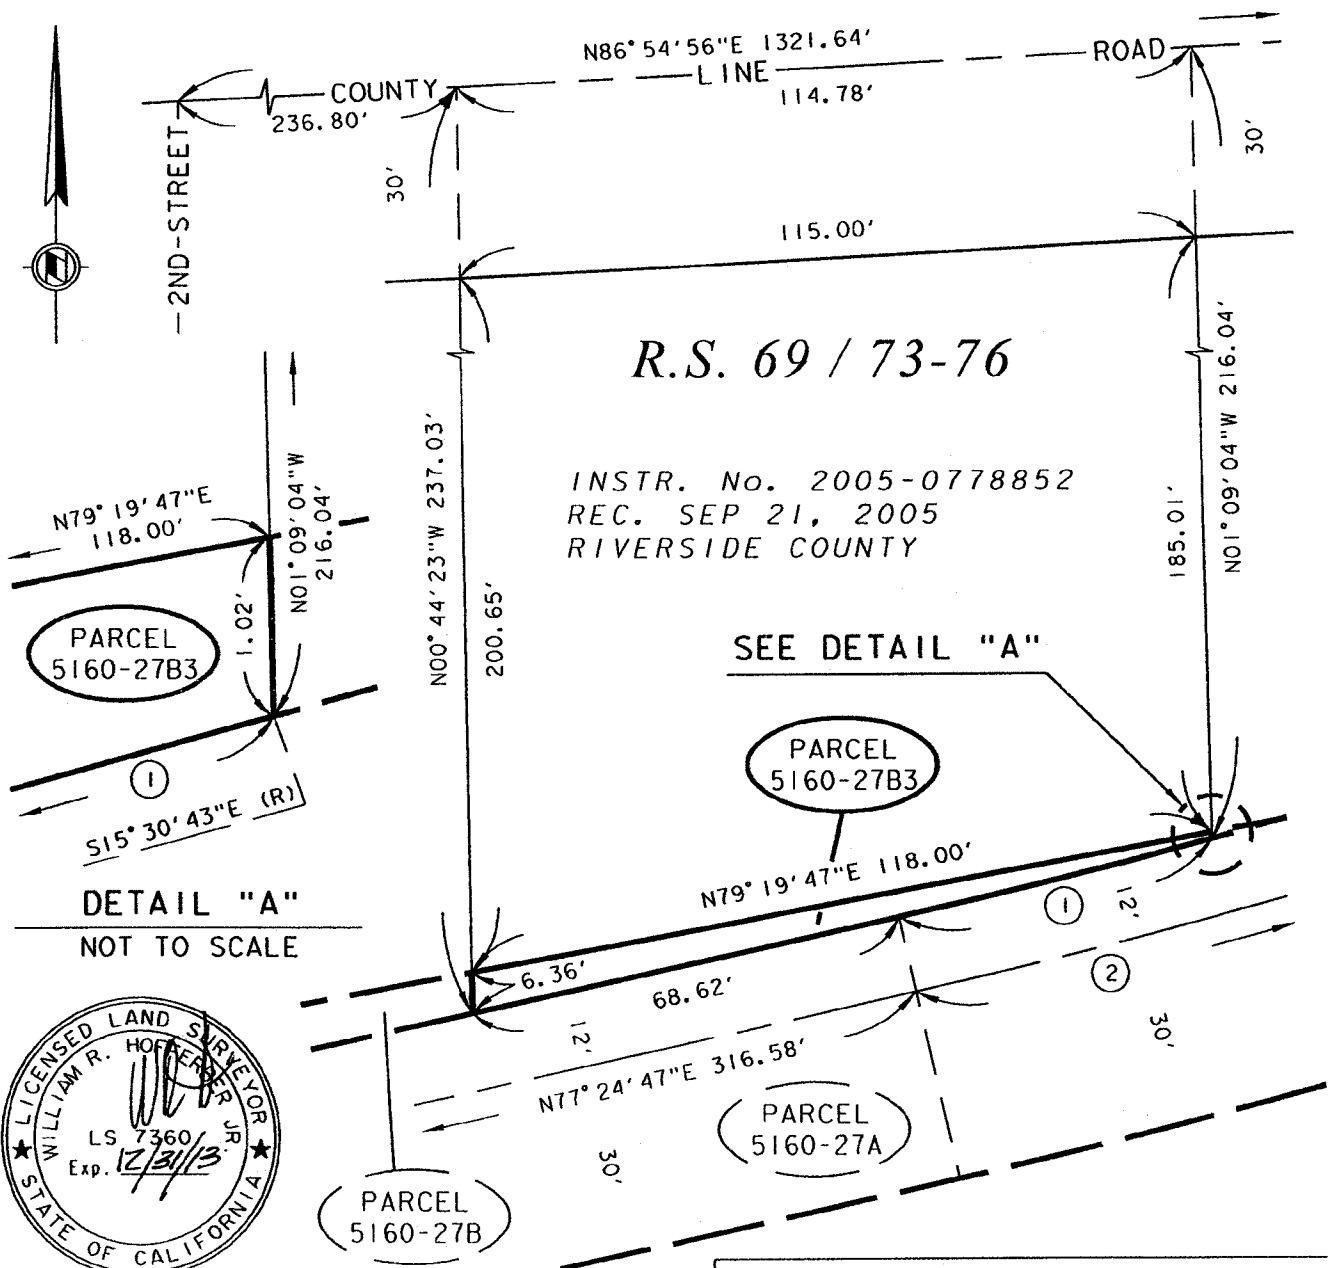 N86°54'56"E 1321.64'
COUNTY LINE ROAD
236.80'
114.78'
2ND-STREET
30'
30'
115.00'
R.S. 69 / 73-76
INSTR. No. 2005-0778852
REC. SEP 21, 2005
RIVERSIDE COUNTY
N00°44'23"W 237.03'
200.65'
185.01'
N01°09'04"W 216.04'
N79°19'47"E
118.00'
N01°09'04"W
216.04'
1.02'
PARCEL
5160-27B3
1
S15°30'43"E (R)
DETAIL "A"
NOT TO SCALE
SEE DETAIL "A"
PARCEL
5160-27B3
N79°19'47"E 118.00'
6.36'
68.62'
1
12'
2
12'
N77°24'47"E 316.58'
30'
30'
PARCEL
5160-27A
PARCEL
5160-27B
LICENSED LAND SURVEYOR
WILLIAM R. HOFFERBER JR.
LS 7360
Exp. 12/31/13
STATE OF CALIFORNIA